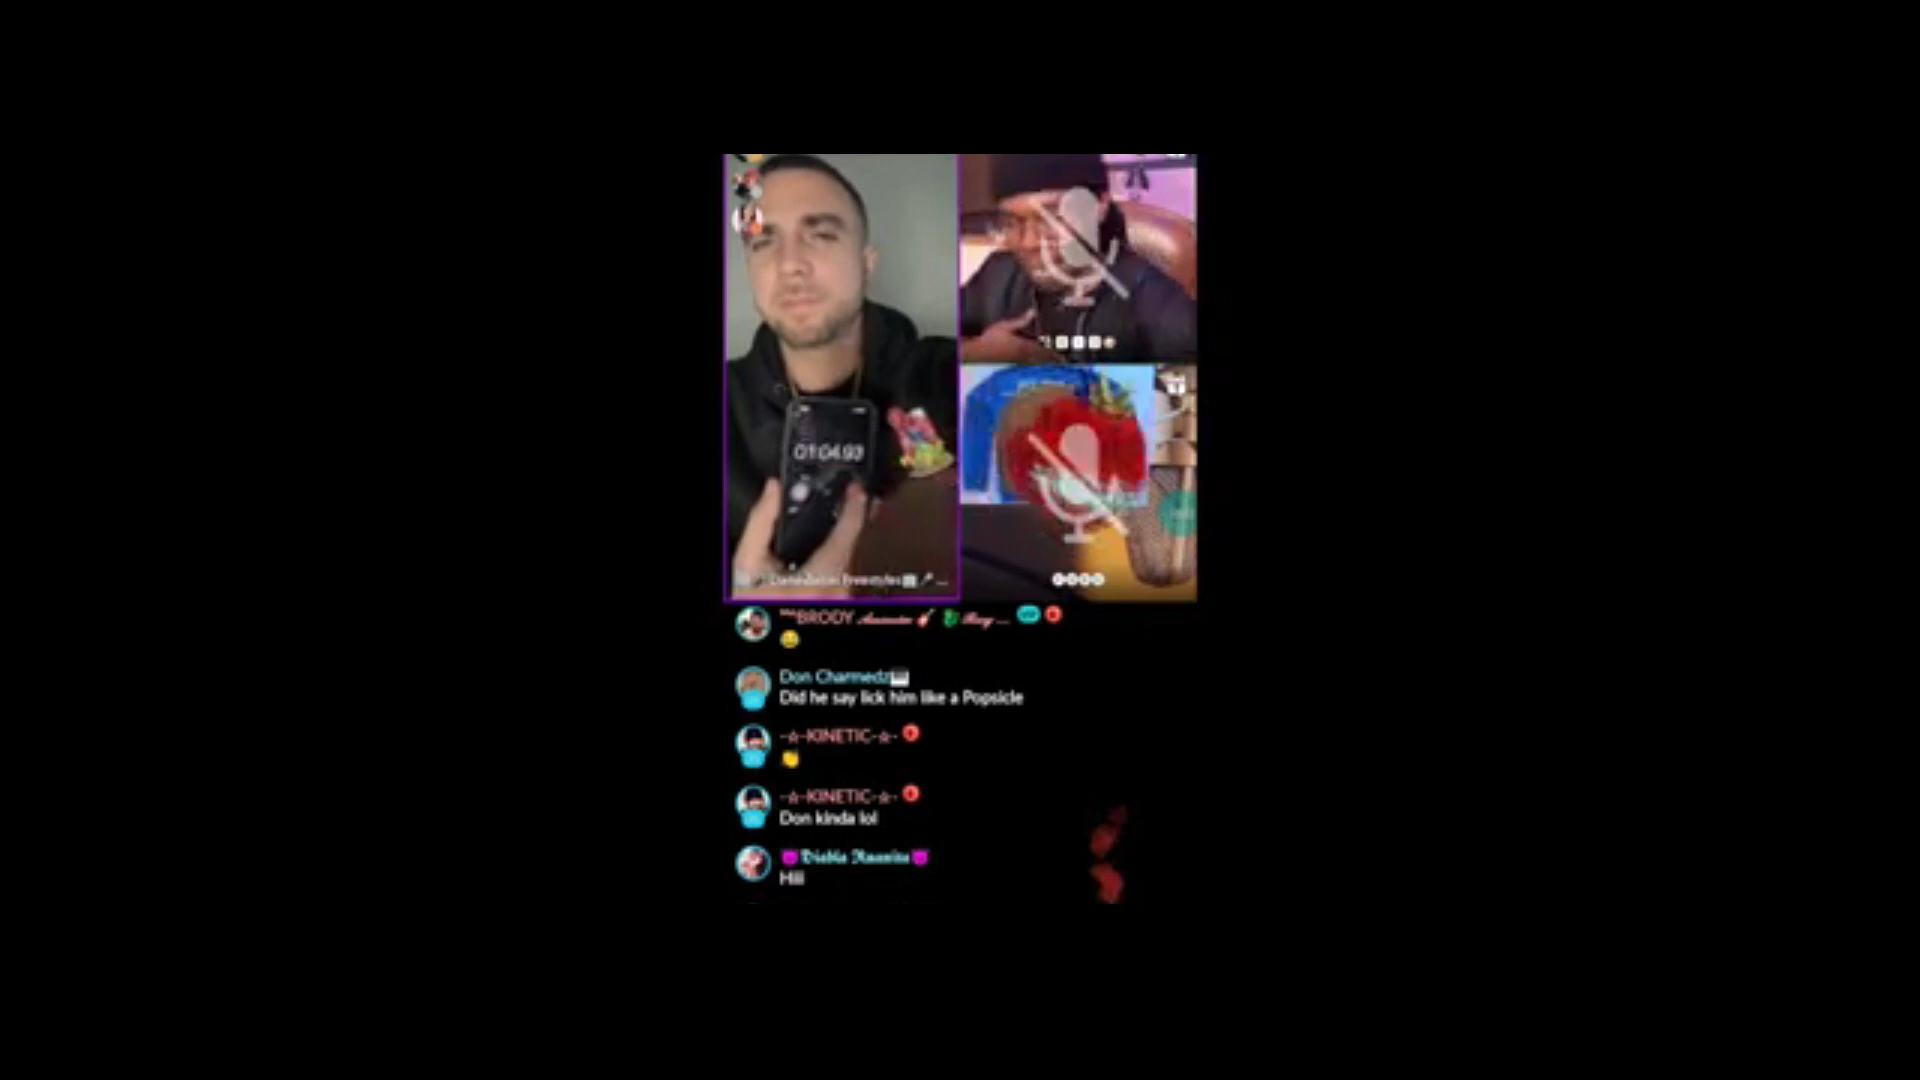 01:04.93
BRODY
Don Charmedz
Did he say lick him like a Popsicle
-☆-KINETIC-☆-
-☆-KINETIC-☆-
Don kinda lol
Diabla
Hiii